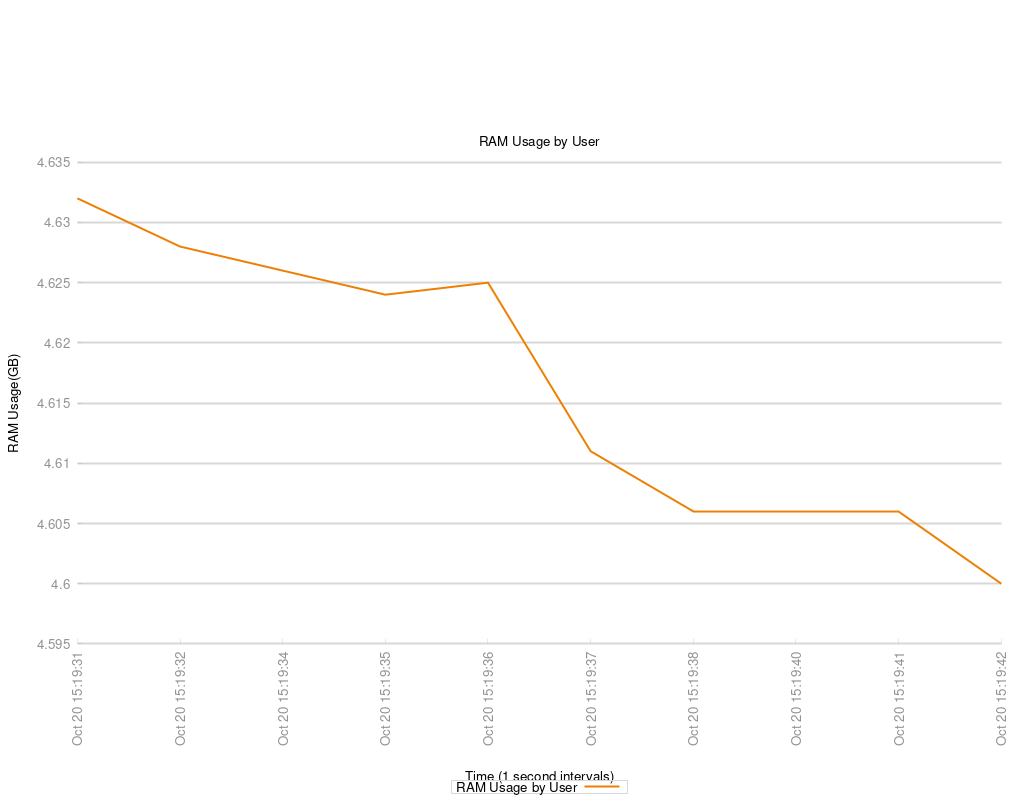 RAM Usage by User
4.635
4.63
4.625
4.62
4.615
4.61
4.605
4.6
4.595
RAM Usage(GB)
Oct 20 15:19:31
Oct 20 15:19:32
Oct 20 15:19:34
Oct 20 15:19:35
Oct 20 15:19:36
Oct 20 15:19:37
Oct 20 15:19:38
Oct 20 15:19:40
Oct 20 15:19:41
Oct 20 15:19:42
Time (1 second intervals)
RAM Usage by User